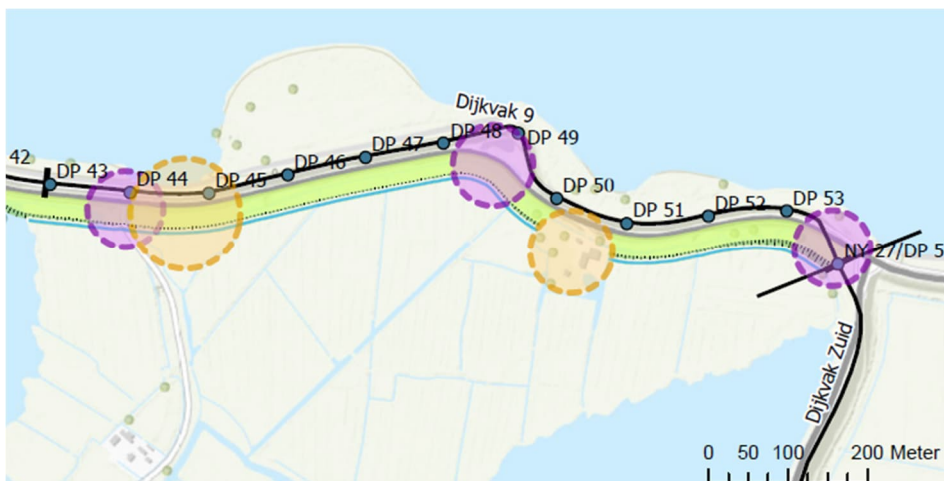 Dijkvak 9
42
DP 43
DP 44
DP 45
DP 46
DP 47
DP 48
DP 49
DP 50
DP 51
DP 52
DP 53
NY 27/DP 5
Dijkvak Zuid
0 50 100 200 Meter